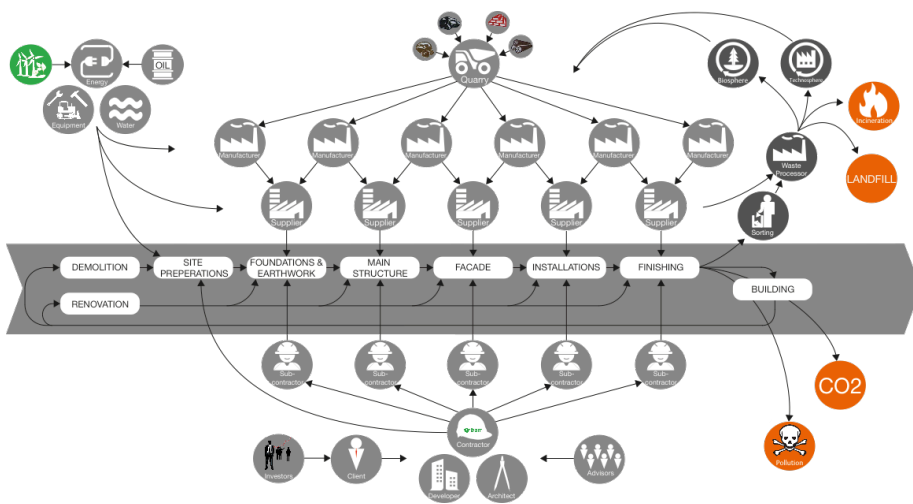 Energy
OIL
Equipment
Water
Quarry
Biosphere
Technosphere
Incineration
Manufacturer
Manufacturer
Manufacturer
Manufacturer
Manufacturer
Manufacturer
Waste
Processor
LANDFILL
Supplier
Supplier
Supplier
Supplier
Supplier
Sorting
DEMOLITION
SITE
PREPERATIONS
FOUNDATIONS &
EARTHWORK
MAIN
STRUCTURE
FACADE
INSTALLATIONS
FINISHING
BUILDING
RENOVATION
Sub-
contractor
Sub-
contractor
Sub-
contractor
Sub-
contractor
Sub-
contractor
CO2
Contractor
Pollution
Investors
Client
Developer
Architect
Advisors